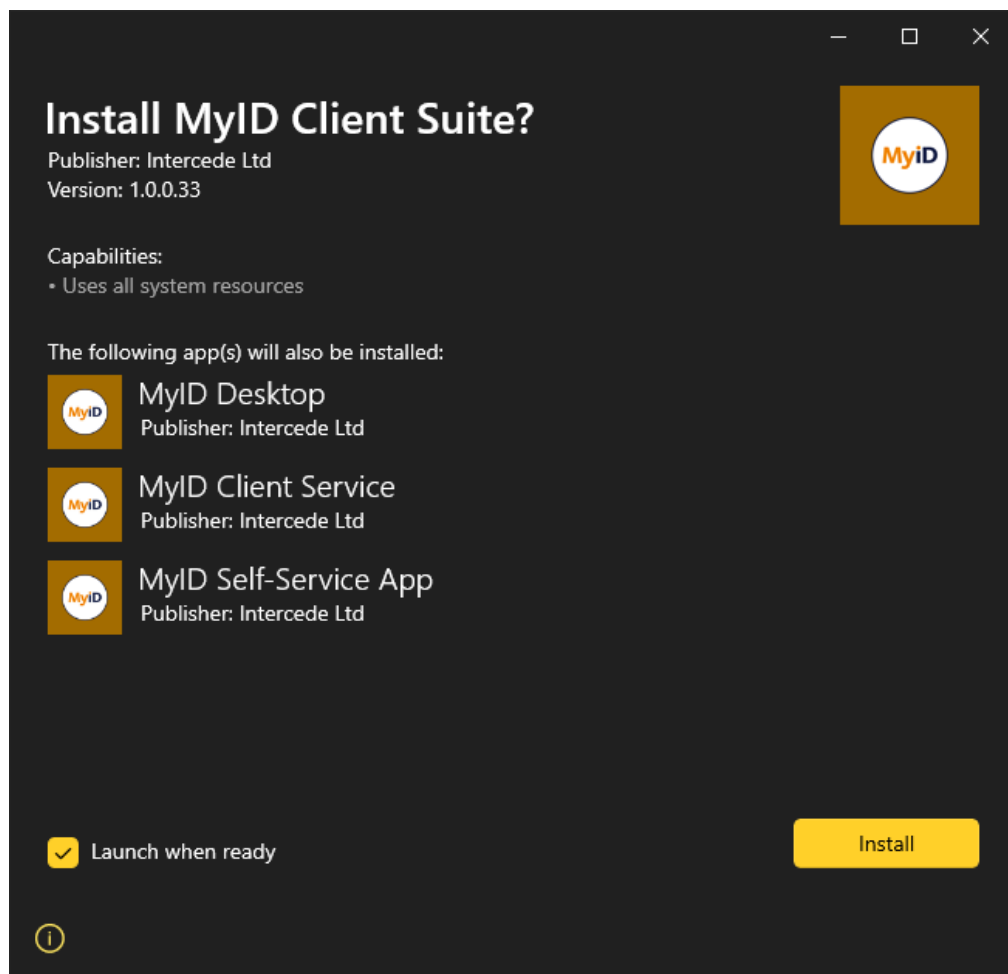 Install MyID Client Suite?
Publisher: Intercede Ltd
Version: 1.0.0.33
MyiD
Capabilities:
• Uses all system resources
The following app(s) will also be installed:
MyiD
MyID Desktop
Publisher: Intercede Ltd
MyiD
MyID Client Service
Publisher: Intercede Ltd
MyiD
MyID Self-Service App
Publisher: Intercede Ltd
Launch when ready
Install